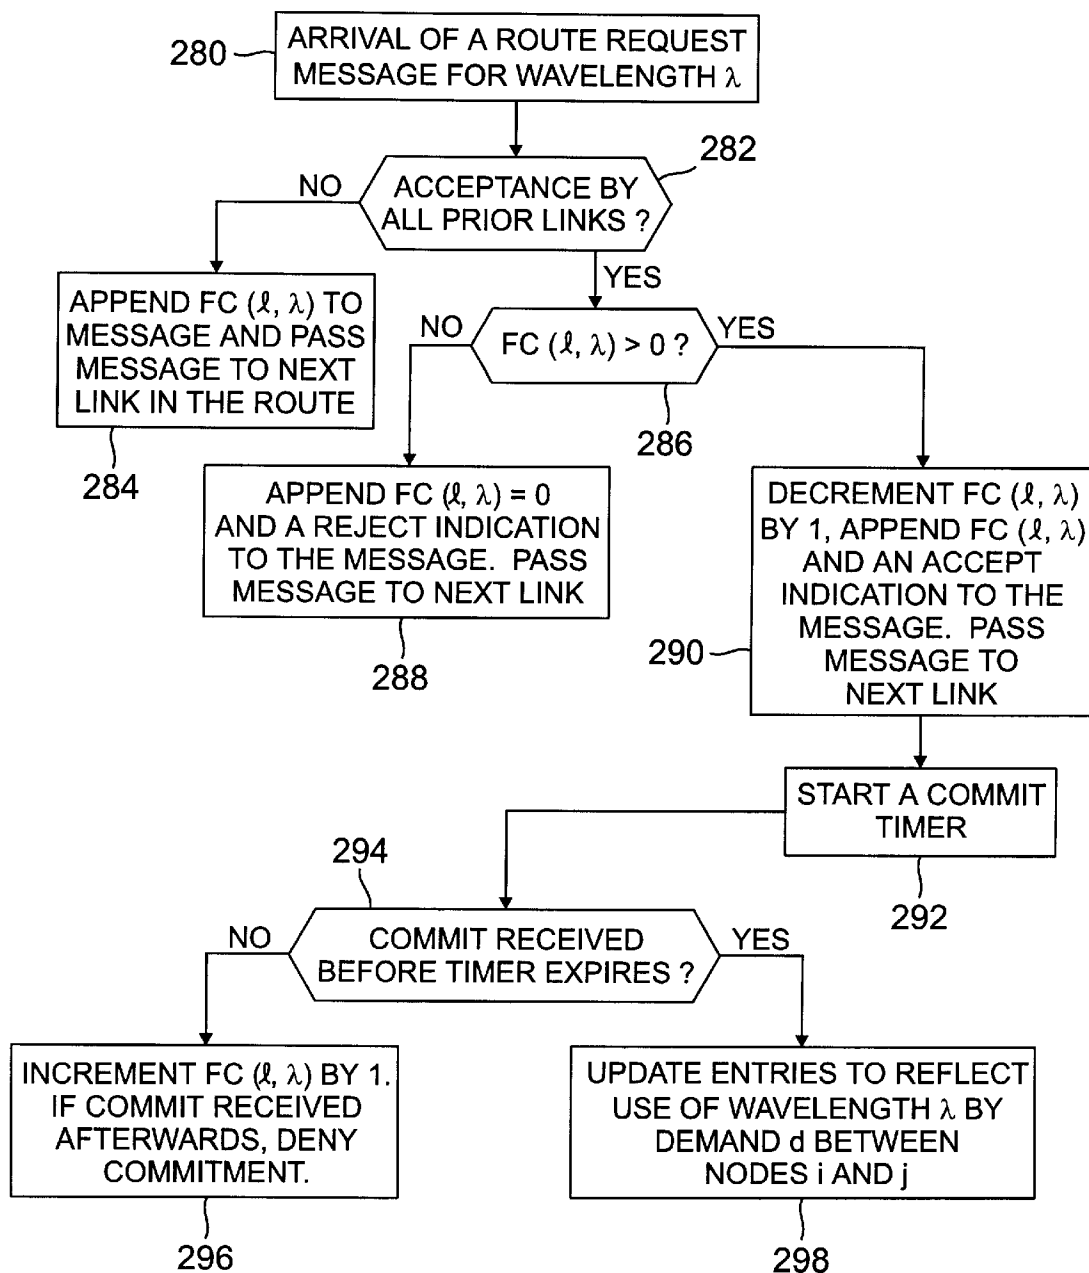 280
ARRIVAL OF A ROUTE REQUEST
MESSAGE FOR WAVELENGTH λ
282
ACCEPTANCE BY
ALL PRIOR LINKS ?
NO
YES
APPEND FC (ℓ, λ) TO
MESSAGE AND PASS
MESSAGE TO NEXT
LINK IN THE ROUTE
284
NO
FC (ℓ, λ) > 0 ?
YES
286
APPEND FC (ℓ, λ) = 0
AND A REJECT INDICATION
TO THE MESSAGE. PASS
MESSAGE TO NEXT LINK
288
DECREMENT FC (ℓ, λ)
BY 1, APPEND FC (ℓ, λ)
AND AN ACCEPT
INDICATION TO THE
MESSAGE. PASS
MESSAGE TO
NEXT LINK
290
START A COMMIT
TIMER
292
294
NO
COMMIT RECEIVED
BEFORE TIMER EXPIRES ?
YES
INCREMENT FC (ℓ, λ) BY 1.
IF COMMIT RECEIVED
AFTERWARDS, DENY
COMMITMENT.
296
UPDATE ENTRIES TO REFLECT
USE OF WAVELENGTH λ BY
DEMAND d BETWEEN
NODES i AND j
298